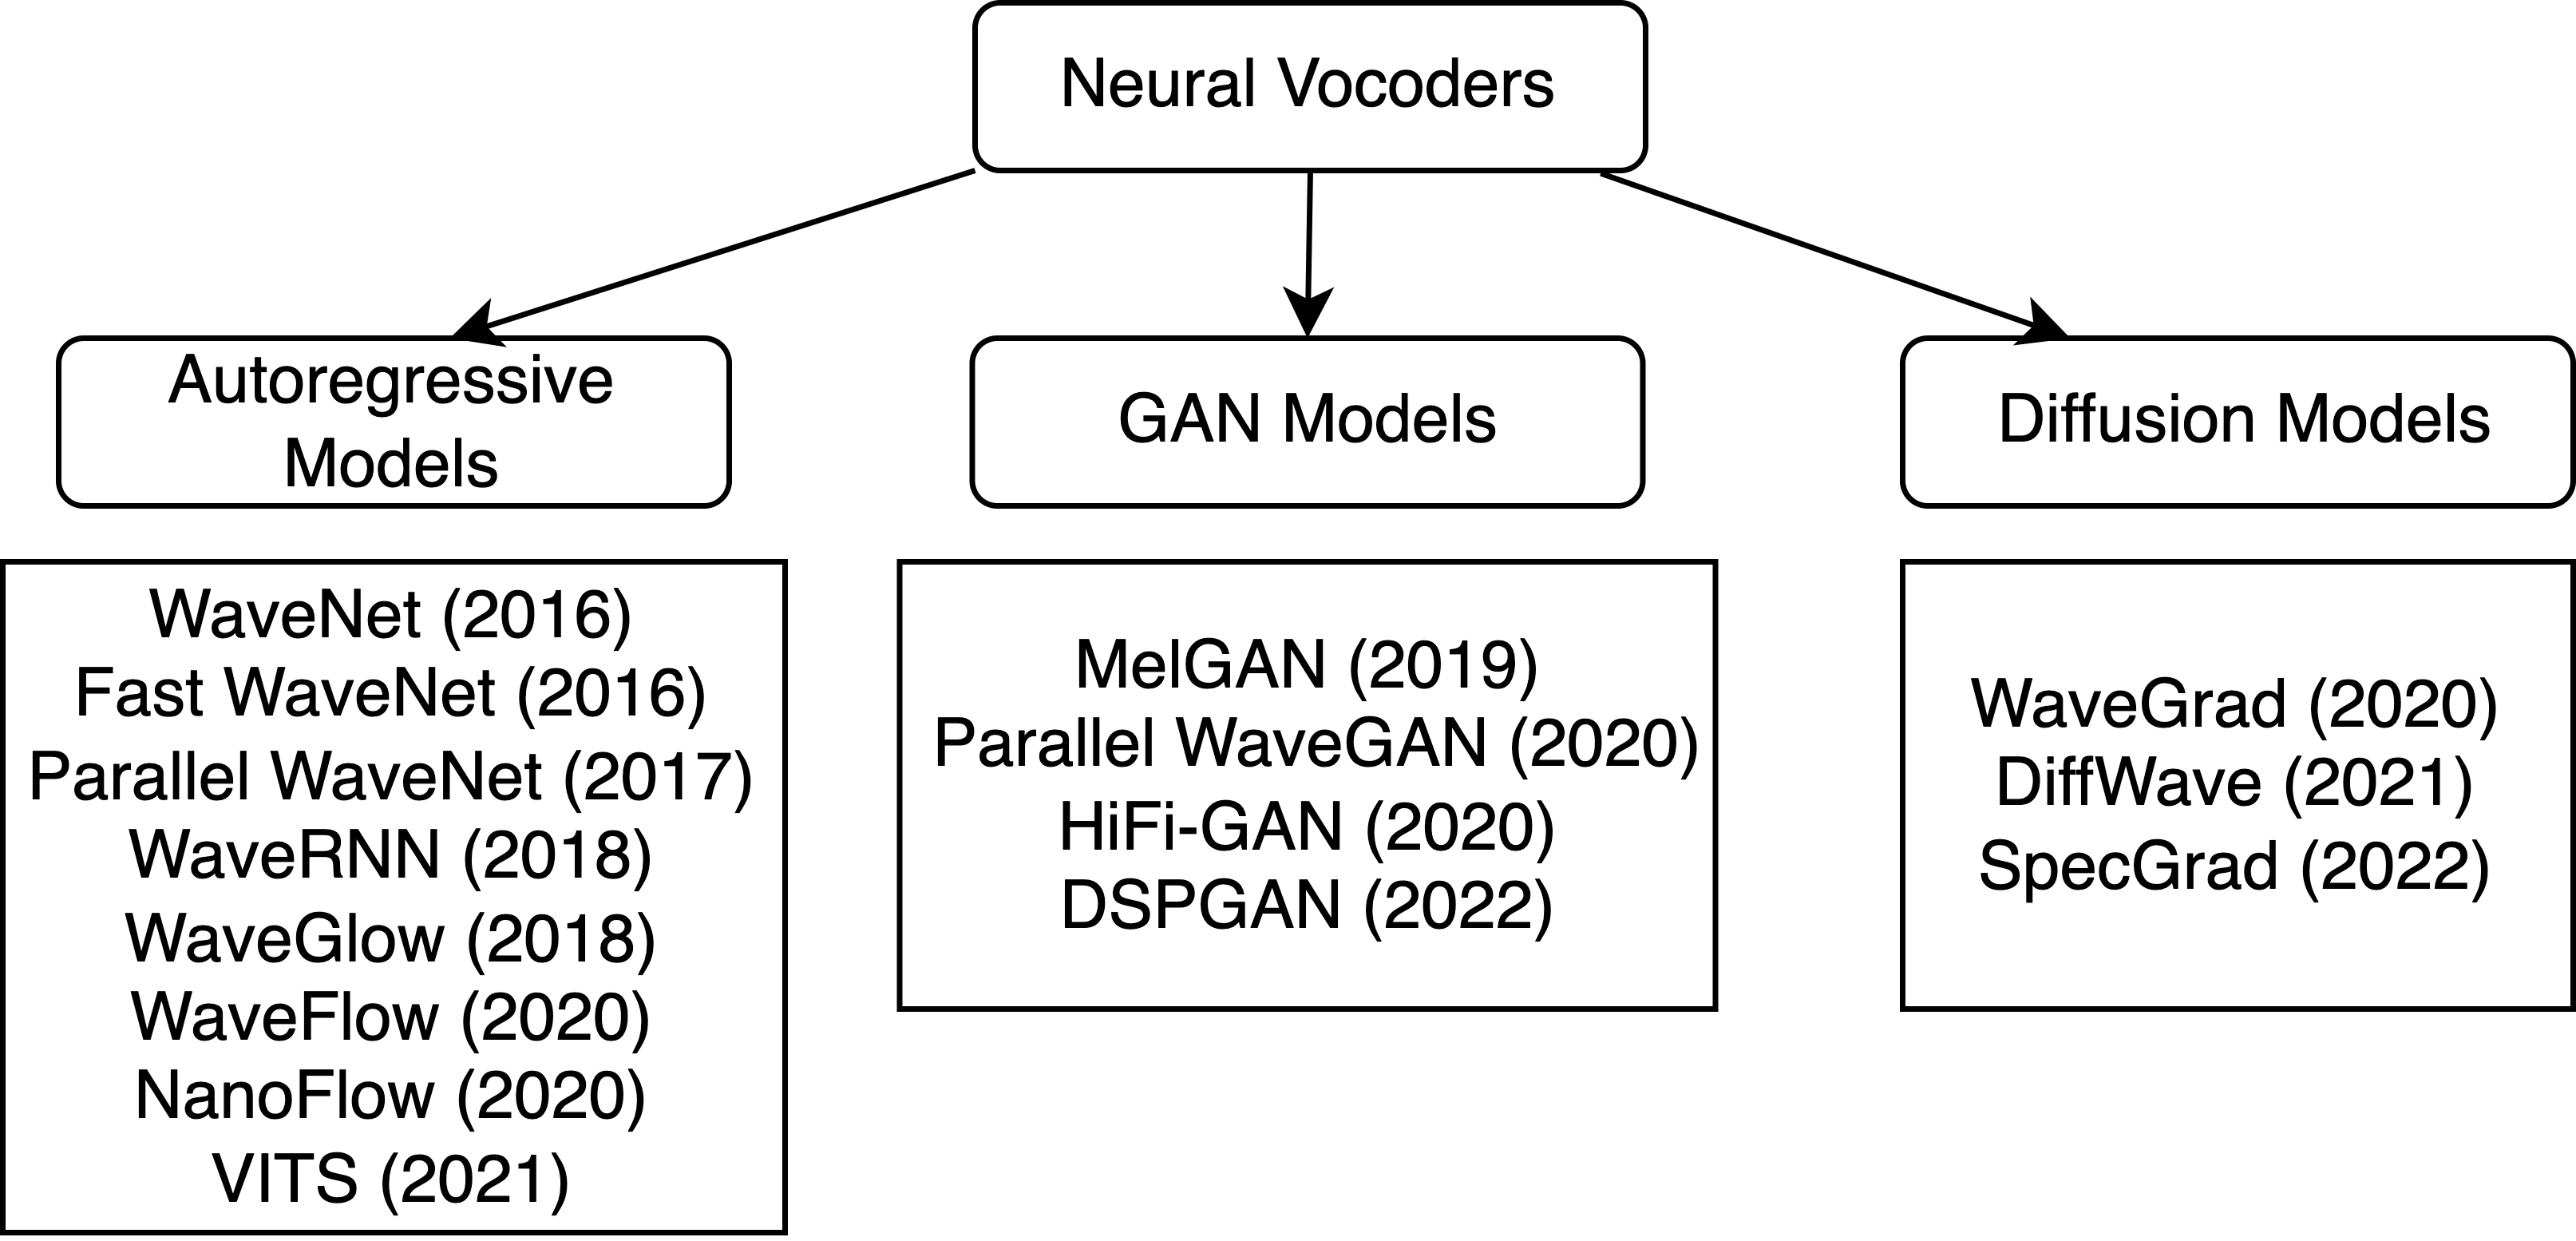 Neural Vocoders
Autoregressive
Models
GAN Models
Diffusion Models
WaveNet (2016)
Fast WaveNet (2016)
Parallel WaveNet (2017)
WaveRNN (2018)
WaveGlow (2018)
WaveFlow (2020)
NanoFlow (2020)
VITS (2021)
MelGAN (2019)
Parallel WaveGAN (2020)
HiFi-GAN (2020)
DSPGAN (2022)
WaveGrad (2020)
DiffWave (2021)
SpecGrad (2022)